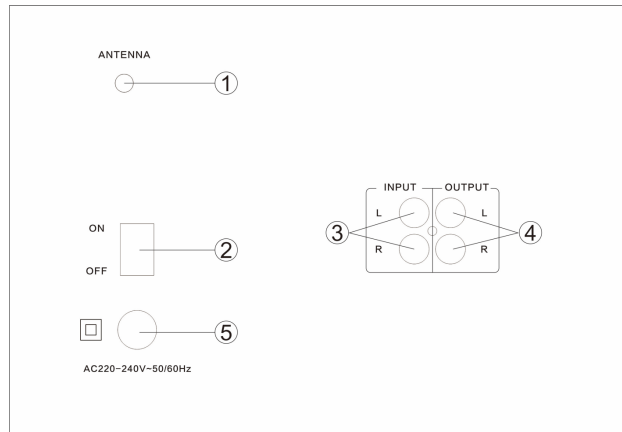 ANTENNA
1
INPUT OUTPUT
L L
ON
3 4
2
R R
OFF
5
AC220-240V~50/60Hz